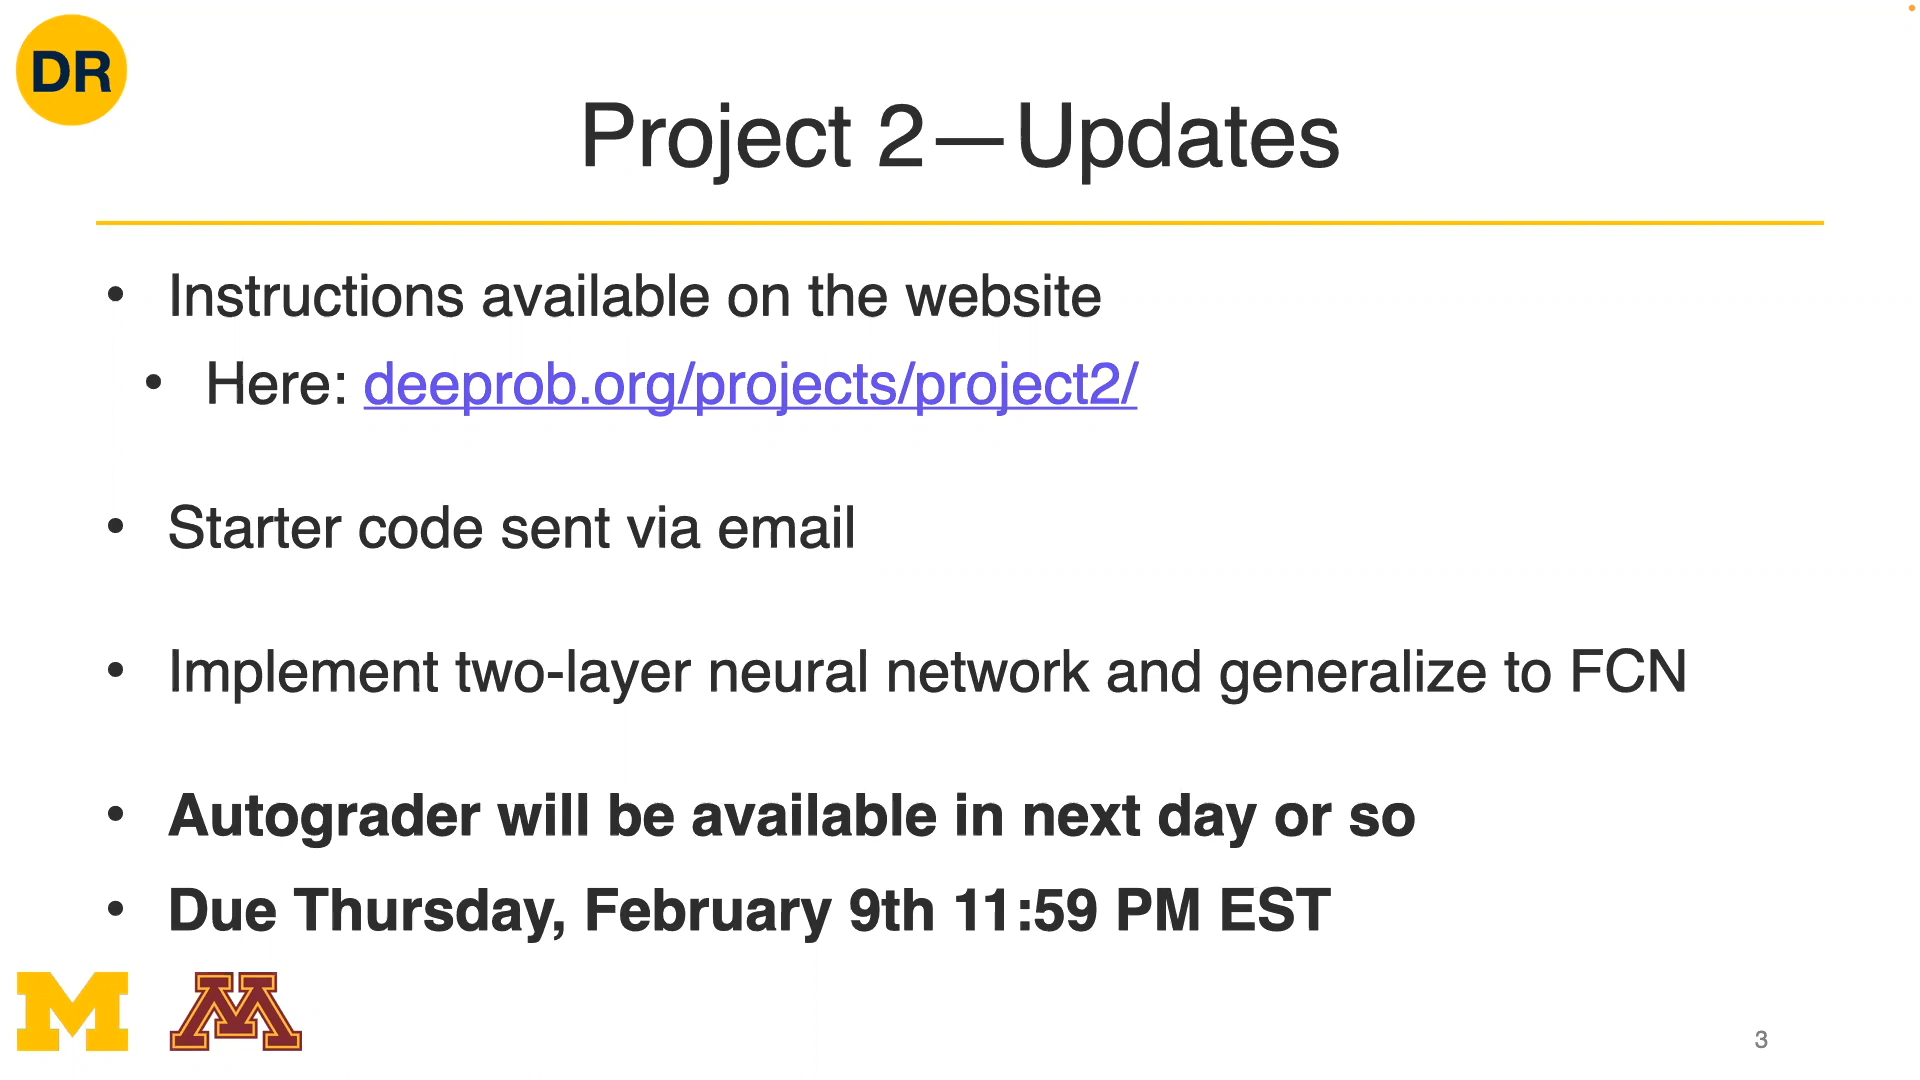 DR
Project 2—Updates
• Instructions available on the website
• Here: deeprob.org/projects/project2/
• Starter code sent via email
• Implement two-layer neural network and generalize to FCN
• Autograder will be available in next day or so
• Due Thursday, February 9th 11:59 PM EST
M M
3